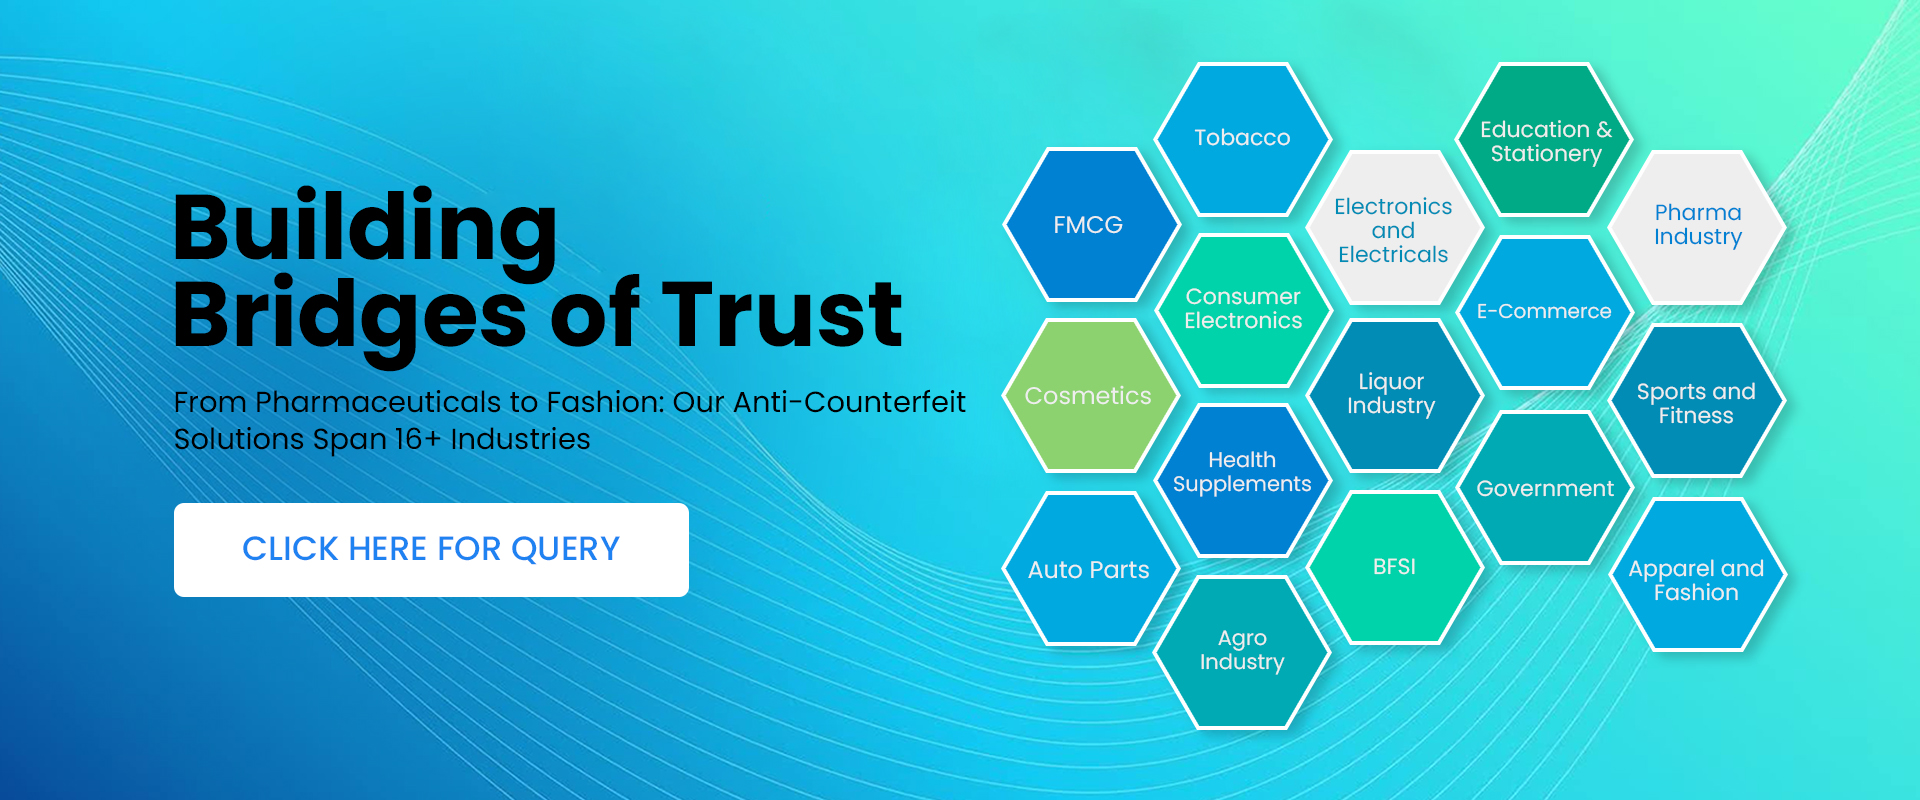 Building
Bridges of Trust
From Pharmaceuticals to Fashion: Our Anti-Counterfeit
Solutions Span 16+ Industries
CLICK HERE FOR QUERY
FMCG
Cosmetics
Auto Parts
Tobacco
Consumer
Electronics
Health
Supplements
Agro
Industry
Electronics
and
Electricals
Liquor
Industry
BFSI
Education &
Stationery
E-Commerce
Government
Pharma
Industry
Sports and
Fitness
Apparel and
Fashion